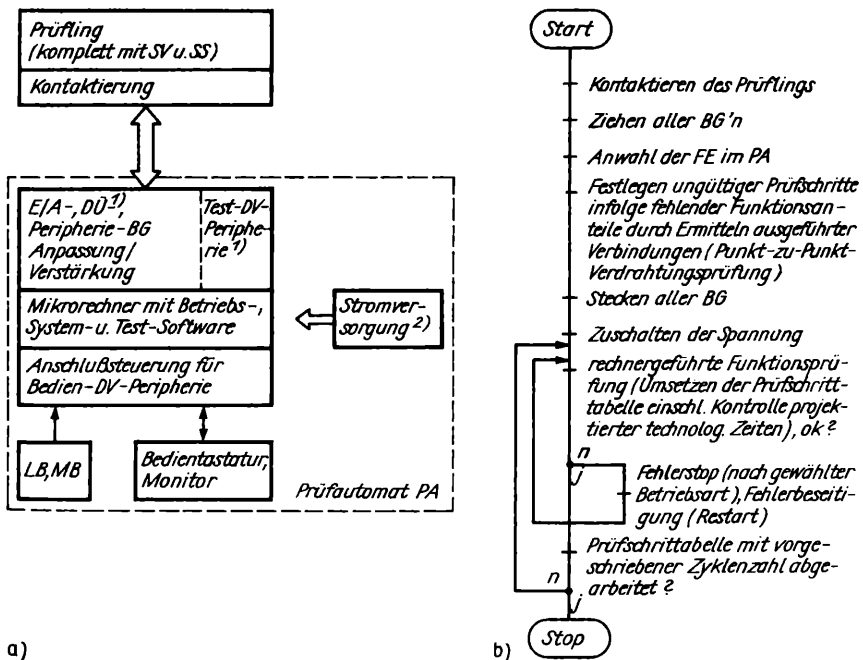 Prüfling
(komplett mit SV u. SS)
Kontaktierung
E/A-, DÜ 1),
Peripherie-BG
Anpassung/
Verstärkung
Test-DV-
Periphe-
rie 1)
Mikrorechner mit Betriebs-,
System- u. Test-Software
Stromver-
sorgung 2)
Anschlußsteuerung für
Bedien-DV-Peripherie
LB, MB
Bedientastatur,
Monitor
Prüfautomat PA
a)
Start
Kontaktieren des Prüflings
Ziehen aller BG'n
Anwahl der FE im PA
Festlegen ungültiger Prüfschritte
infolge fehlender Funktionsan-
teile durch Ermitteln ausgeführter
Verbindungen (Punkt-zu-Punkt-
Verdrahtungsprüfung)
Stecken aller BG
Zuschalten der Spannung
rechnergeführte Funktionsprü-
fung (Umsetzen der Prüfschritt-
tabelle einschl. Kontrolle projek-
tierter technolog. Zeiten), ok?
n
j
Fehlerstop (nach gewählter
Betriebsart), Fehlerbeseiti-
gung (Restart)
Prüfschrittabelle mit vorge-
schriebener Zyklenzahl abge-
arbeitet?
n
j
Stop
b)